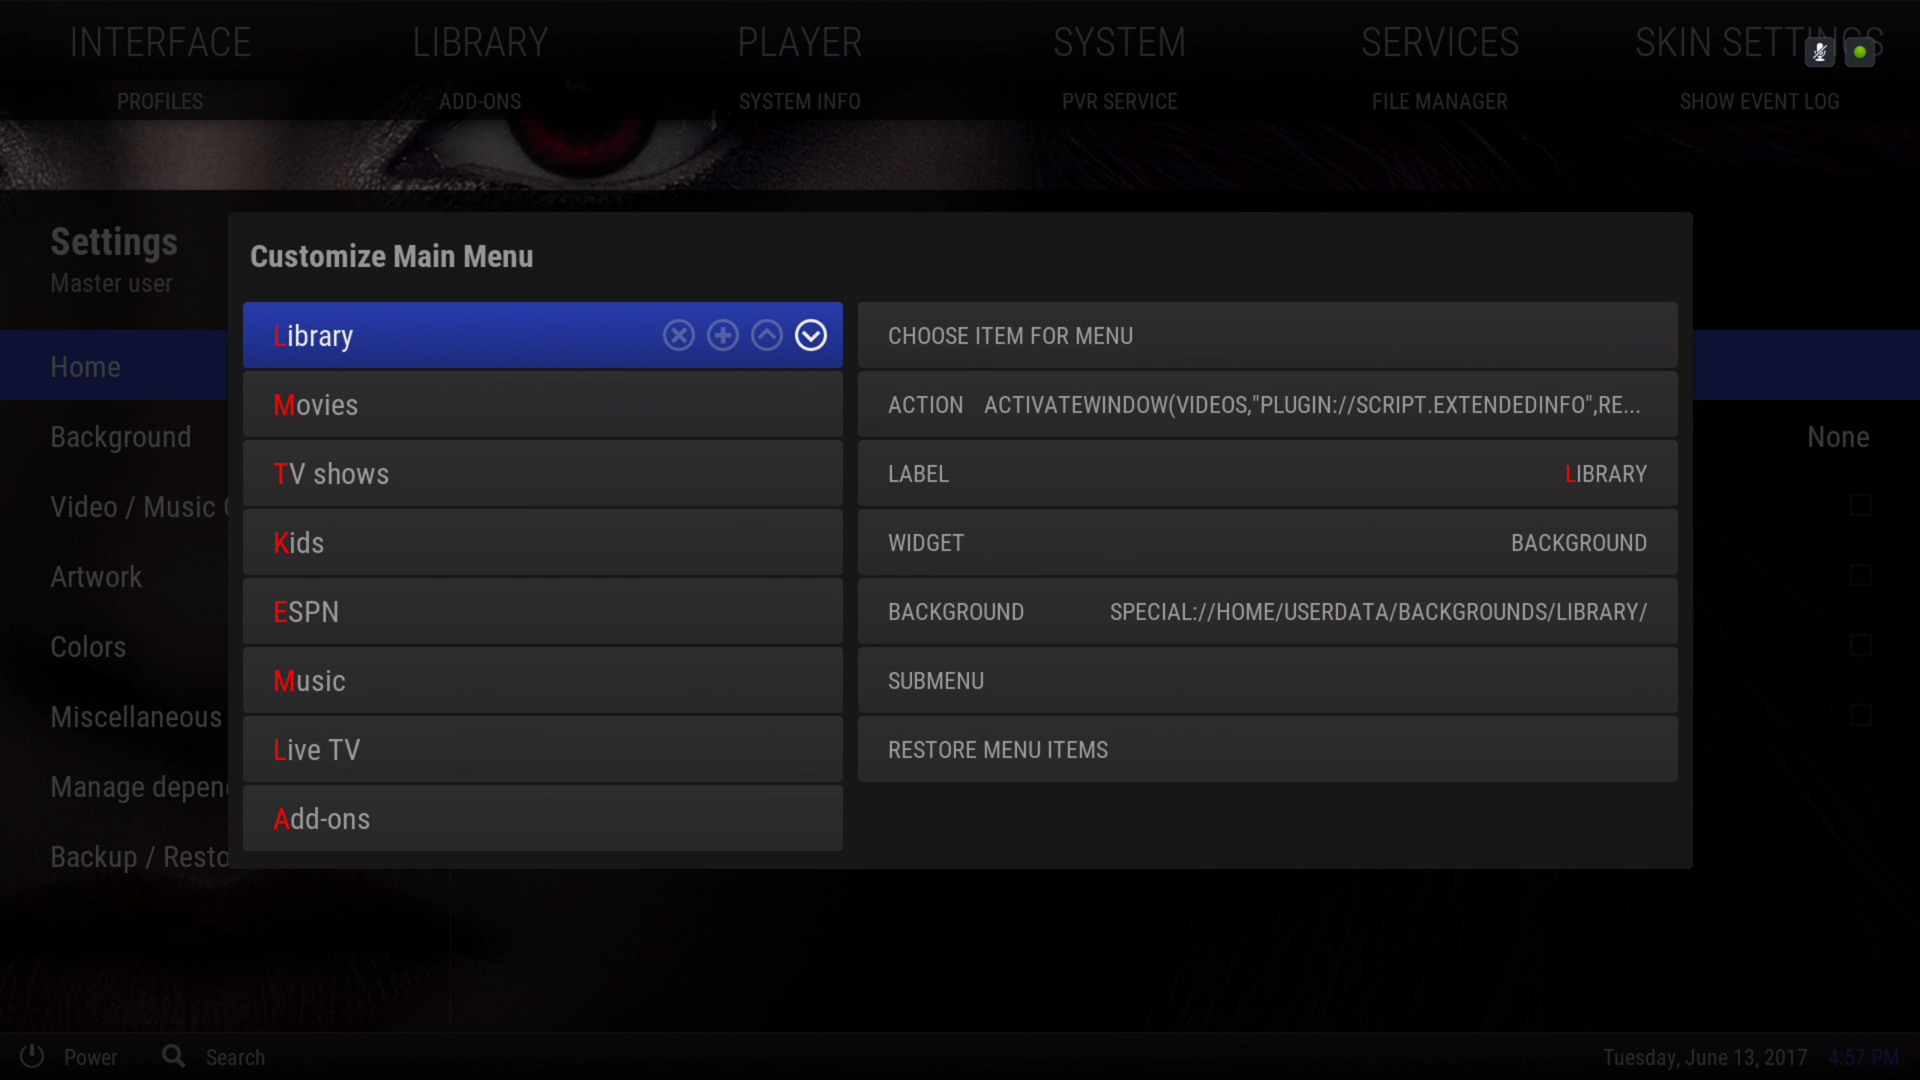 INTERFACE LIBRARY PLAYER SYSTEM SERVICES SKIN SETTINGS
PROFILES ADD-ONS SYSTEM INFO PVR SERVICE FILE MANAGER SHOW EVENT LOG
Settings
Master user
Home
Background None
Video / Music
Artwork
Colors
Miscellaneous
Manage depen
Backup / Resto
Customize Main Menu
Library
Movies
TV shows
Kids
ESPN
Music
Live TV
Add-ons
CHOOSE ITEM FOR MENU
ACTION ACTIVATEWINDOW(VIDEOS,"PLUGIN://SCRIPT.EXTENDEDINFO",RE...
LABEL LIBRARY
WIDGET BACKGROUND
BACKGROUND SPECIAL://HOME/USERDATA/BACKGROUNDS/LIBRARY/
SUBMENU
RESTORE MENU ITEMS
Power Search
Tuesday, June 13, 2017 4:57 PM